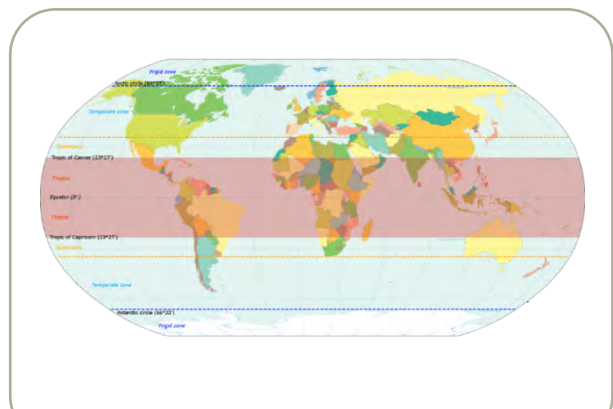 Frigid zone
Arctic circle (66°33')
Temperate zone
Subtropics
Tropic of Cancer (23°27')
Tropics
Equator (0°)
Tropics
Tropic of Capricorn (23°27')
Subtropics
Temperate zone
Antarctic circle (66°33')
Frigid zone